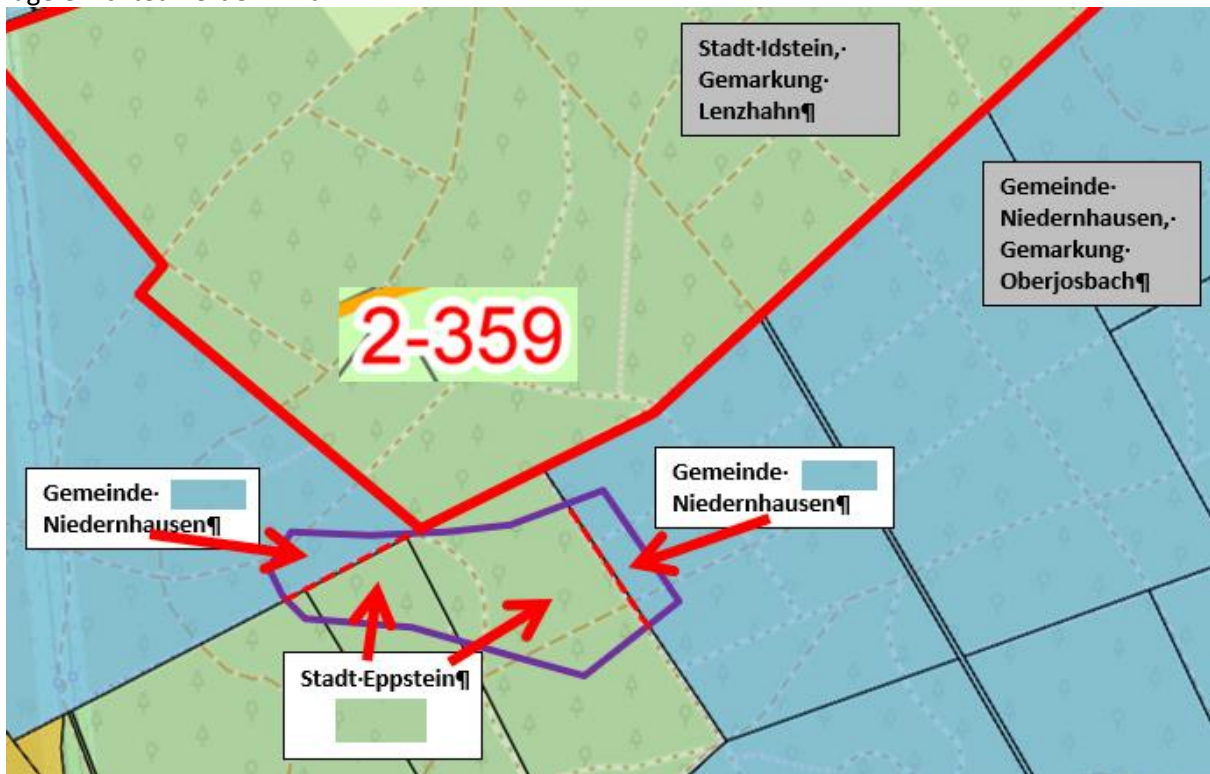 Stadt·Idstein,·
Gemarkung·
Lenzhahn¶
Gemeinde·
Niedernhausen,·
Gemarkung·
Oberjosbach¶
2-359
Gemeinde·
Niedernhausen¶
Gemeinde·
Niedernhausen¶
Stadt·Eppstein¶